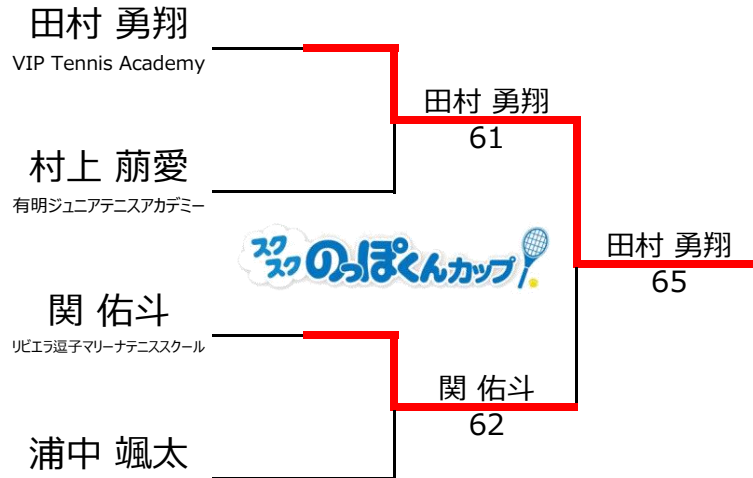 田村 勇翔
VIP Tennis Academy
田村 勇翔
61
村上 萠愛
有明ジュニアテニスアカデミー
スク
スク
のっぽくんカップ
田村 勇翔
65
関 佑斗
リビエラ逗子マリーナテニススクール
関 佑斗
62
浦中 颯太